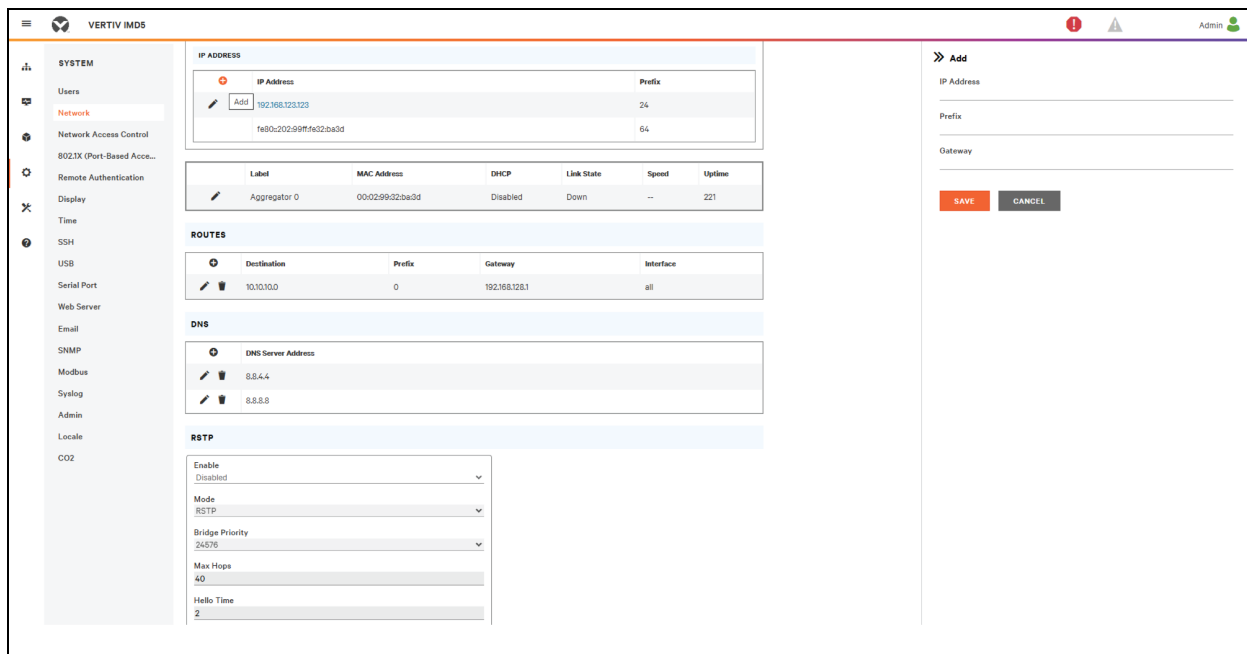 VERTIV IMD5
Admin
SYSTEM
Users
Network
Network Access Control
802.1X (Port-Based Acce...
Remote Authentication
Display
Time
SSH
USB
Serial Port
Web Server
Email
SNMP
Modbus
Syslog
Admin
Locale
CO2
IP ADDRESS
IP Address Prefix
Add 192.168.123.123 24
fe80::202:99ff:fe32:ba3d 64
Label MAC Address DHCP Link State Speed Uptime
Aggregator 0 00:02:99:32:ba:3d Disabled Down -- 221
ROUTES
Destination Prefix Gateway Interface
10.10.10.0 0 192.168.128.1 all
DNS
DNS Server Address
8.8.4.4
8.8.8.8
RSTP
Enable
Disabled
Mode
RSTP
Bridge Priority
24576
Max Hops
40
Hello Time
2
Add
IP Address
Prefix
Gateway
SAVE CANCEL